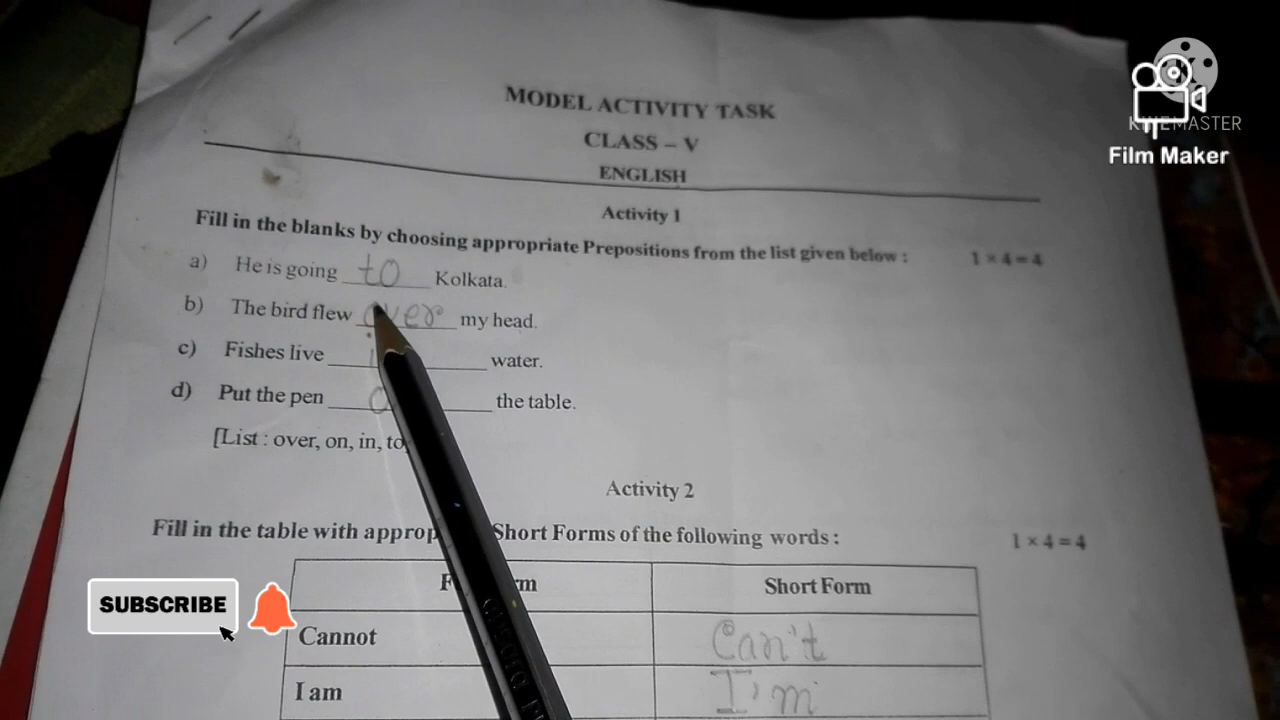 MODEL ACTIVITY TASK
CLASS – V
ENGLISH
Activity 1
Fill in the blanks by choosing appropriate Prepositions from the list given below : 1 × 4 = 4
a) He is going to Kolkata.
b) The bird flew over my head.
c) Fishes live water.
d) Put the pen the table.
[List : over, on, in, to
Activity 2
Fill in the table with Short Forms of the following words : 1 × 4 = 4
Short Form
Cannot Can't
I am I'm
KINEMASTER
Film Maker
SUBSCRIBE